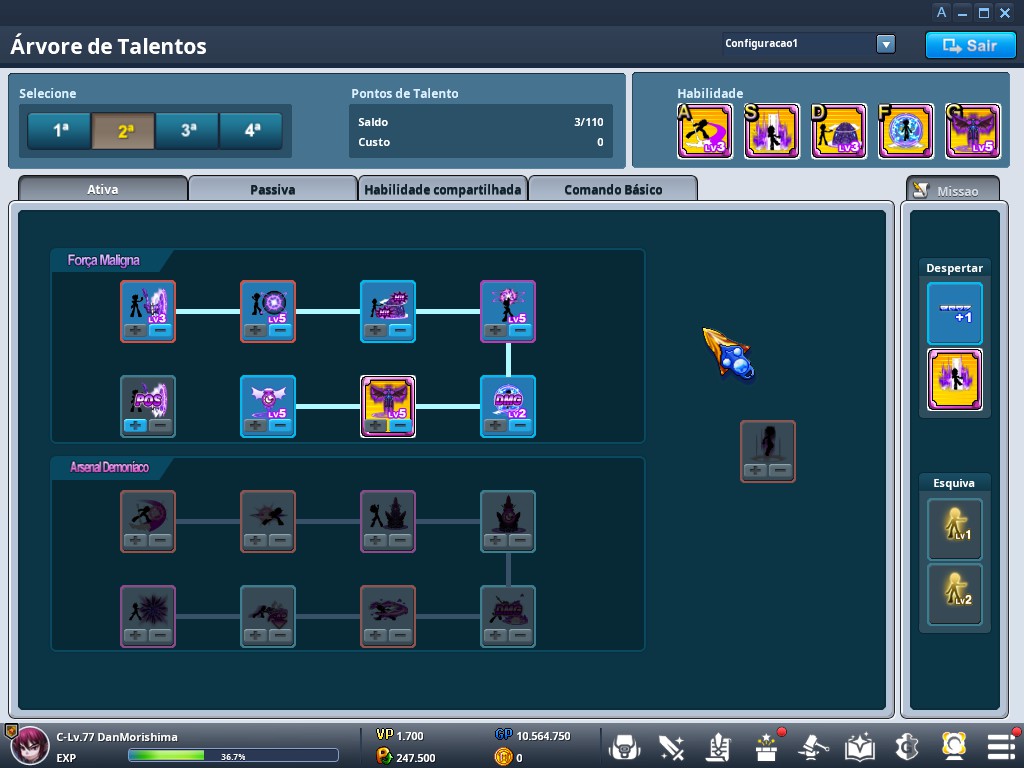 A
Árvore de Talentos
Configuracao1
Sair
Selecione
1ª
2ª
3ª
4ª
Pontos de Talento
Saldo 3/110
Custo 0
Habilidade
A S D F G
LV3 LV3 LV5
Ativa
Passiva
Habilidade compartilhada
Comando Básico
Missao
Força Maligna
LV3 LV5 LV5
POS LV5 LV5 DMG LV2
Arsenal Demoniaco
DMG
Despertar
+1
Esquiva
LV1
LV2
C-Lv.77 DanMorishima
EXP 36.7%
VP 1.700
247.500
GP 10.564.750
0